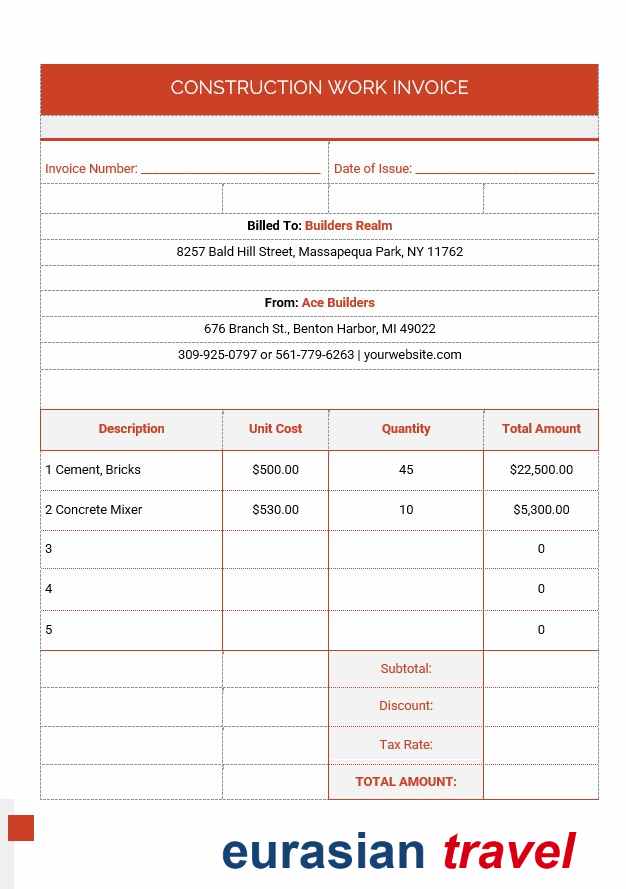 CONSTRUCTION WORK INVOICE
Invoice Number: ____________________ Date of Issue: ____________________
Billed To: Builders Realm
8257 Bald Hill Street, Massapequa Park, NY 11762
From: Ace Builders
676 Branch St., Benton Harbor, MI 49022
309-925-0797 or 561-779-6263 | yourwebsite.com
Description Unit Cost Quantity Total Amount
1 Cement, Bricks $500.00 45 $22,500.00
2 Concrete Mixer $530.00 10 $5,300.00
3 0
4 0
5 0
Subtotal:
Discount:
Tax Rate:
TOTAL AMOUNT:
eurasian travel